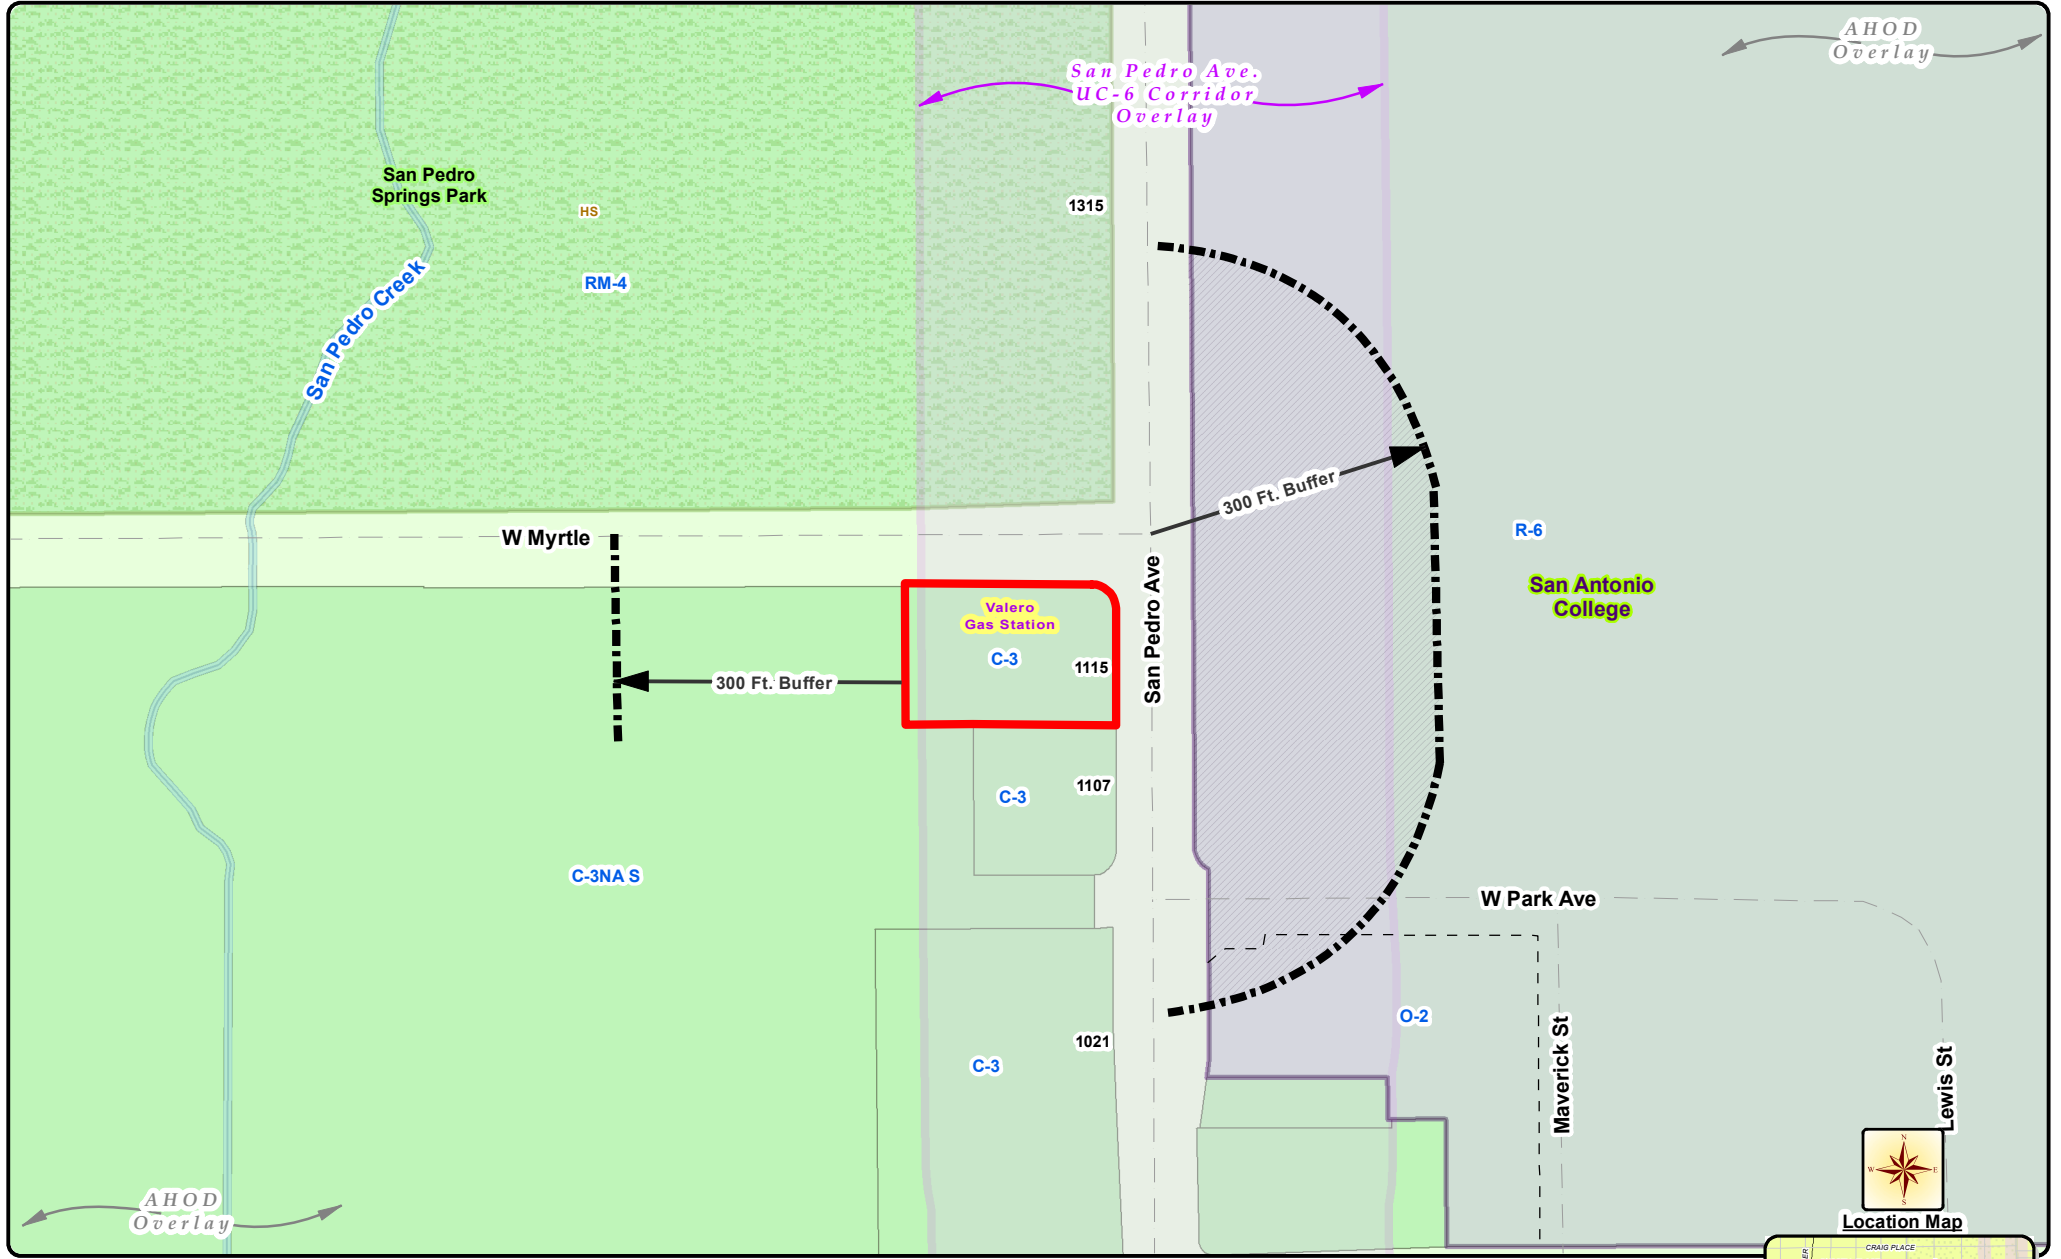 AHOD
Overlay
San Pedro Ave.
UC-6 Corridor
Overlay
San Pedro
Springs Park
HS
1315
RM-4
San Pedro Creek
300 Ft. Buffer
W Myrtle
R-6
San Antonio
College
Valero
Gas Station
C-3
1115
San Pedro Ave
300 Ft. Buffer
1107
C-3
C-3NA S
W Park Ave
O-2
1021
C-3
Maverick St
Lewis St
N
W
E
S
AHOD
Overlay
Location Map
CRAIG PLACE
ER